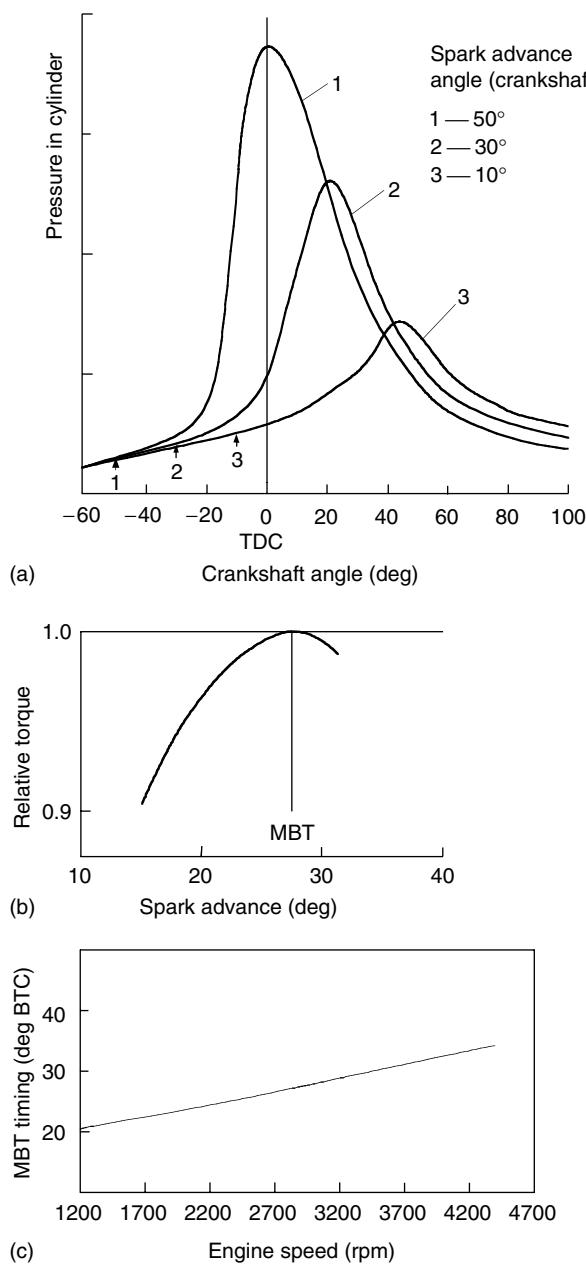 Pressure in cylinder
Spark advance
angle (crankshaf
1 — 50°
2 — 30°
3 — 10°
1
2
3
1
2
3
−60 −40 −20 0 20 40 60 80 100
TDC
(a) Crankshaft angle (deg)
Relative torque
1.0
0.9
MBT
10 20 30 40
(b) Spark advance (deg)
MBT timing (deg BTC)
40
30
20
1200 1700 2200 2700 3200 3700 4200 4700
(c) Engine speed (rpm)